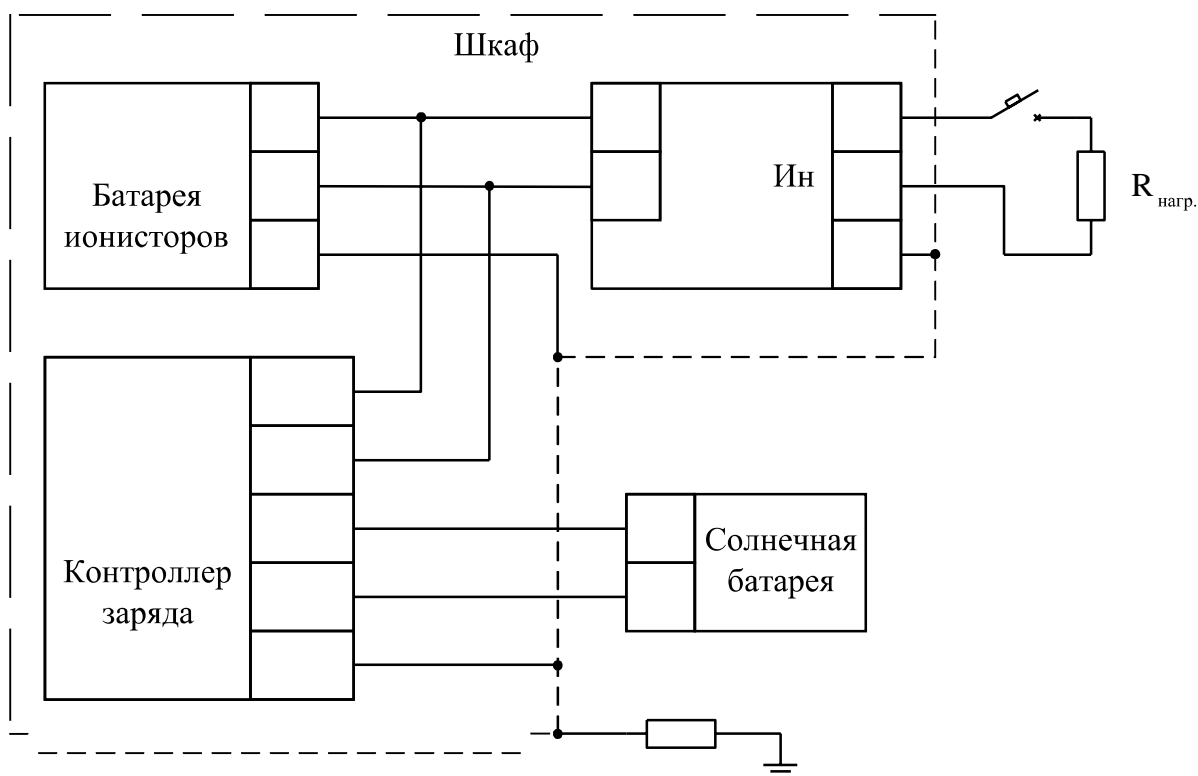 Шкаф
Батарея
ионисторов
Ин
R нагр.
Контроллер
заряда
Солнечная
батарея